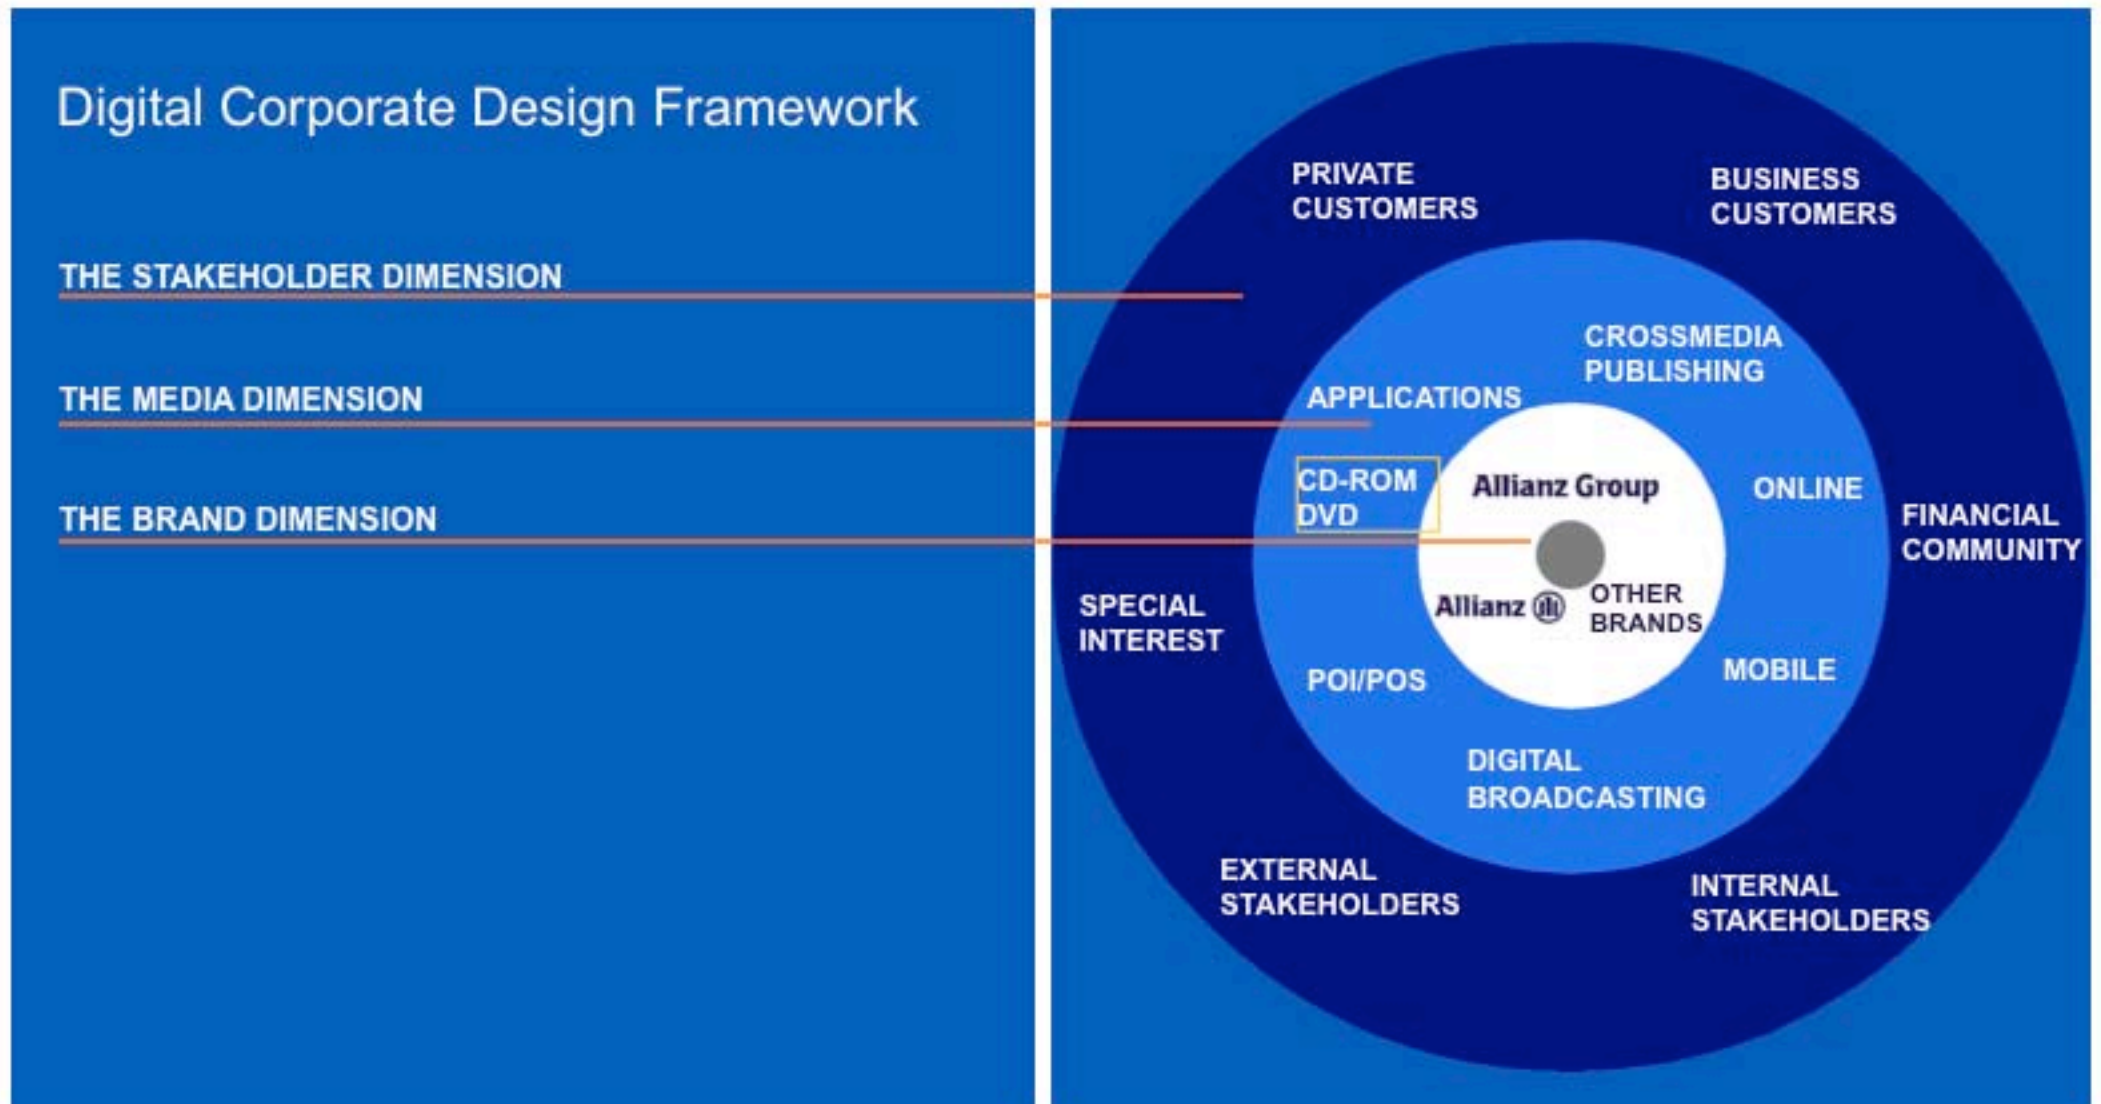 Digital Corporate Design Framework
THE STAKEHOLDER DIMENSION
THE MEDIA DIMENSION
THE BRAND DIMENSION
PRIVATE
CUSTOMERS
BUSINESS
CUSTOMERS
CROSSMEDIA
PUBLISHING
APPLICATIONS
CD-ROM
DVD
Allianz Group
ONLINE
FINANCIAL
COMMUNITY
Allianz
OTHER
BRANDS
SPECIAL
INTEREST
POI/POS
MOBILE
DIGITAL
BROADCASTING
EXTERNAL
STAKEHOLDERS
INTERNAL
STAKEHOLDERS